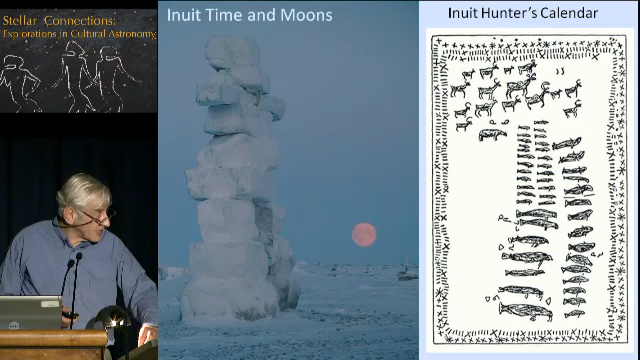 Stellar Connections:
Explorations in Cultural Astronomy
Inuit Time and Moons
Inuit Hunter's Calendar